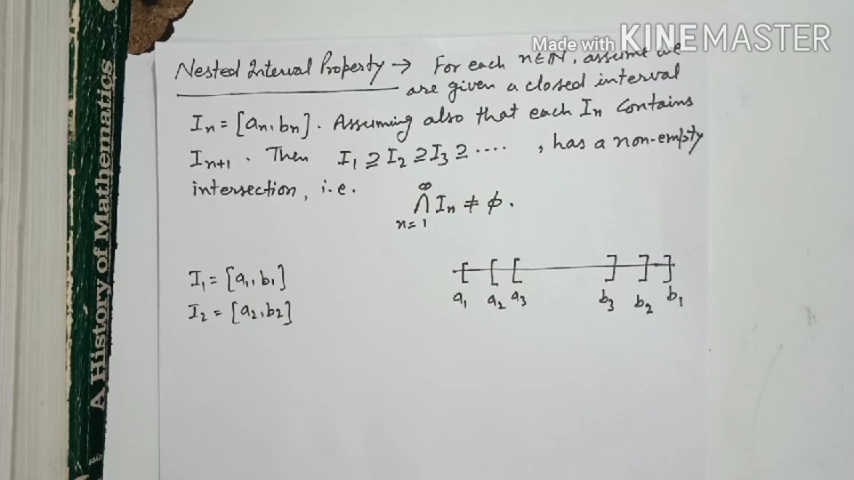 Made with KINEMASTER
Nested Interval Property → For each n∈ℕ, assume we
are given a closed interval
Iₙ = [aₙ, bₙ]. Assuming also that each Iₙ contains
Iₙ₊₁. Then I₁ ⊇ I₂ ⊇ I₃ ⊇ ...., has a non-empty
intersection, i.e. ∞
∩ Iₙ ≠ ϕ.
n=1
I₁ = [a₁, b₁]
I₂ = [a₂, b₂]
[ [ [ ] ] ]
a₁ a₂ a₃ b₃ b₂ b₁
A History of Mathematics